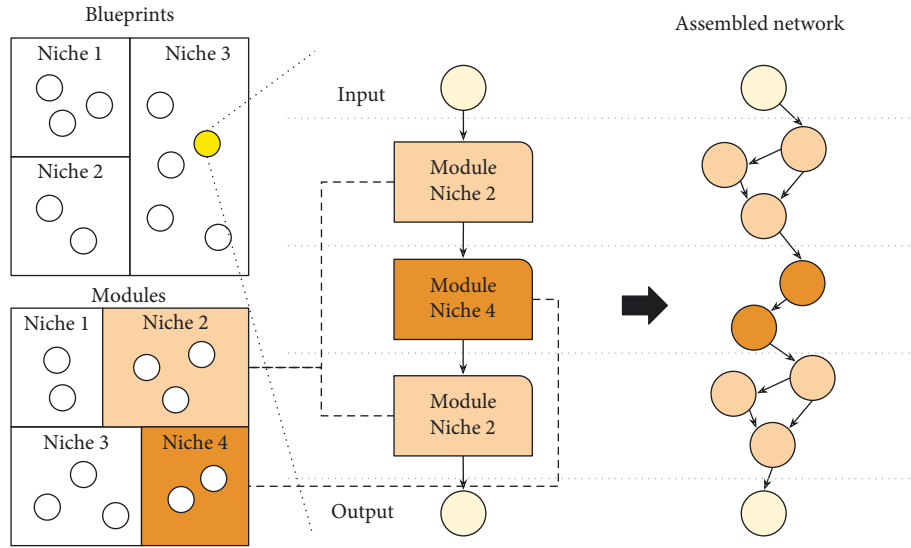 Blueprints
Niche 1
Niche 3
Niche 2
Modules
Niche 1
Niche 2
Niche 3
Niche 4
Input
Module
Niche 2
Module
Niche 4
Module
Niche 2
Output
Assembled network